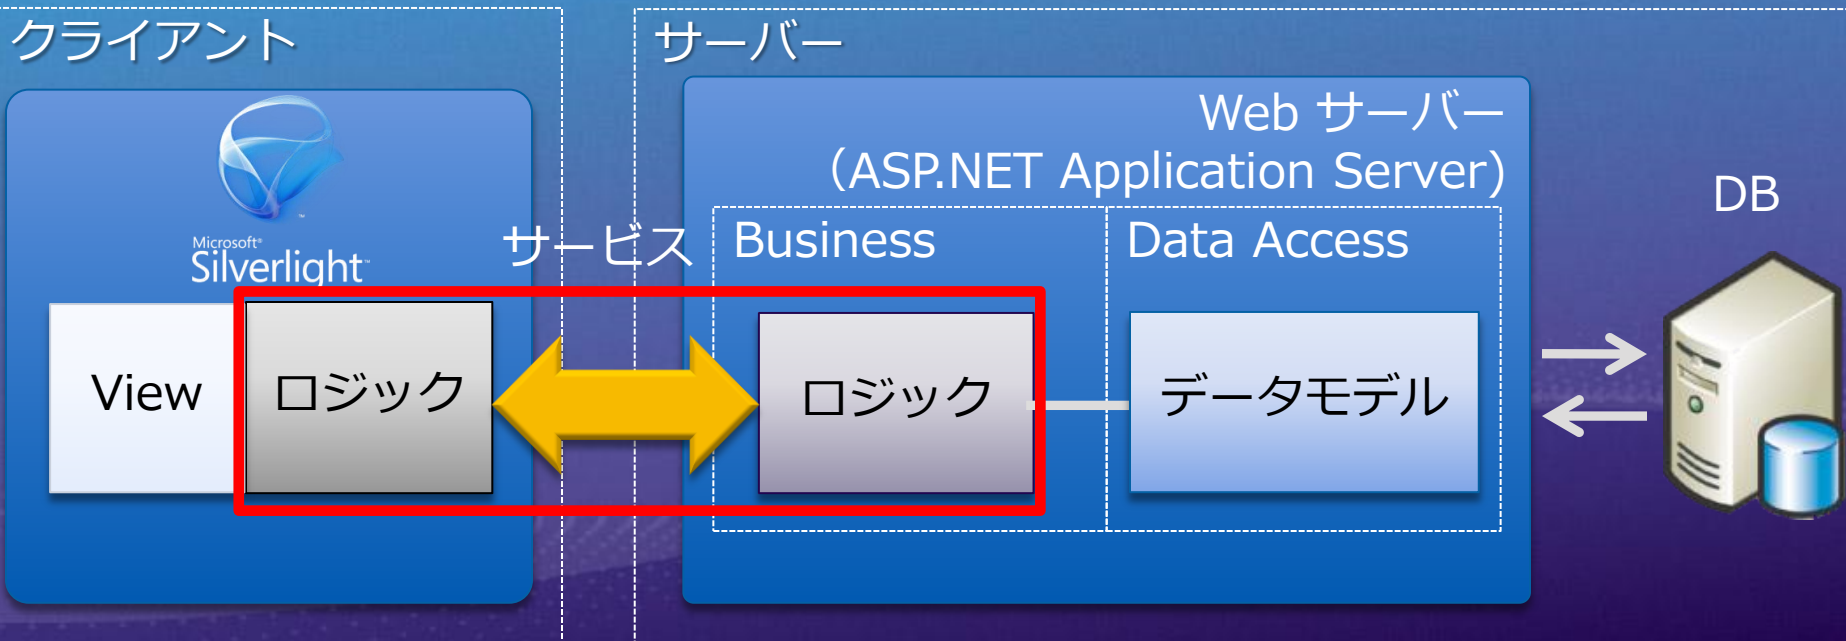 クライアント
Microsoft®
Silverlight™
View
ロジック
サービス
サーバー
Web サーバー
（ASP.NET Application Server)
Business
ロジック
Data Access
データモデル
DB